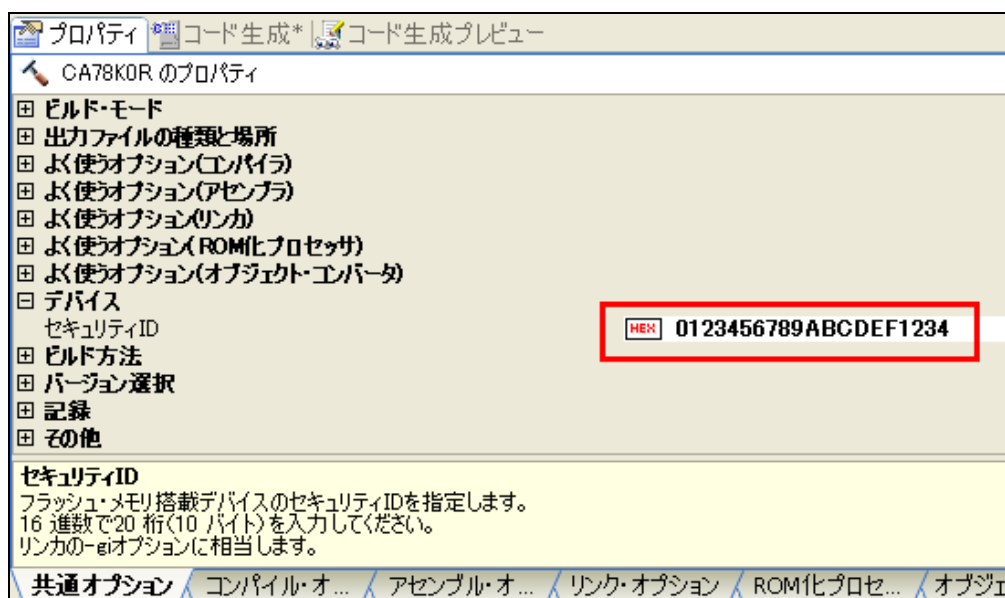 プロパティ コード生成* コード生成プレビュー
CA78K0R のプロパティ
ビルド・モード
出力ファイルの種類と場所
よく使うオプション(コンパイラ)
よく使うオプション(アセンブラ)
よく使うオプション(リンカ)
よく使うオプション(ROM化プロセッサ)
よく使うオプション(オブジェクト・コンバータ)
デバイス
セキュリティID HEX 0123456789ABCDEF1234
ビルド方法
バージョン選択
記録
その他
セキュリティID
フラッシュ・メモリ搭載デバイスのセキュリティIDを指定します。
16 進数で20 桁(10 バイト)を入力してください。
リンカの-giオプションに相当します。
共通オプション コンパイル・オ... アセンブル・オ... リンク・オプション ROM化プロセ... オブジェ